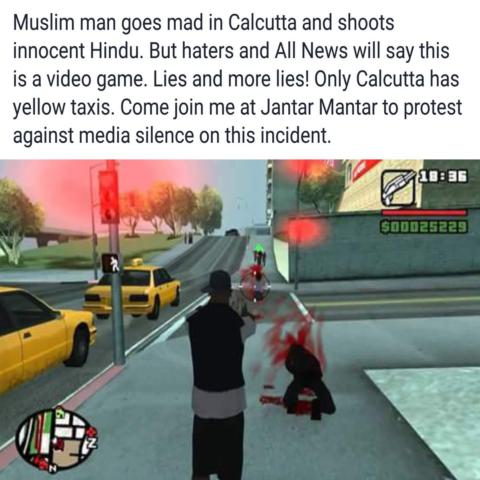 Muslim man goes mad in Calcutta and shoots
innocent Hindu. But haters and All News will say this
is a video game. Lies and more lies! Only Calcutta has
yellow taxis. Come join me at Jantar Mantar to protest
against media silence on this incident.
18:36
$00025229
N